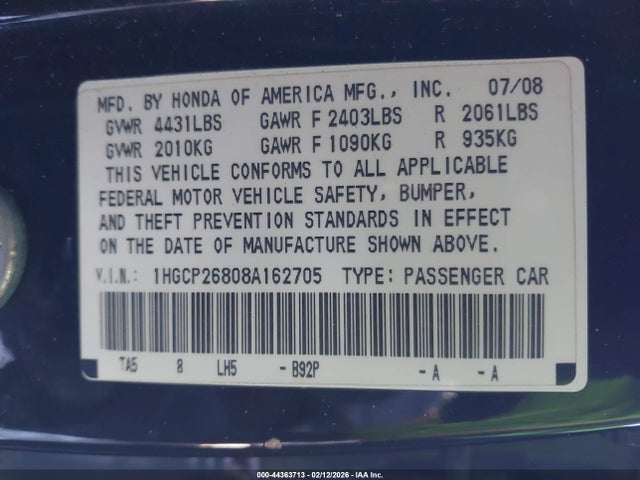 MFD. BY HONDA OF AMERICA MFG., INC. 07/08
GVWR 4431LBS GAWR F 2403LBS R 2061LBS
GVWR 2010KG GAWR F 1090KG R 935KG
THIS VEHICLE CONFORMS TO ALL APPLICABLE
FEDERAL MOTOR VEHICLE SAFETY, BUMPER,
AND THEFT PREVENTION STANDARDS IN EFFECT
ON THE DATE OF MANUFACTURE SHOWN ABOVE.
V.I.N.: 1HGCP26808A162705 TYPE: PASSENGER CAR
TA5 8 LH5 - B92P - A - A
000-44363713 - 02/12/2026 - IAA Inc.